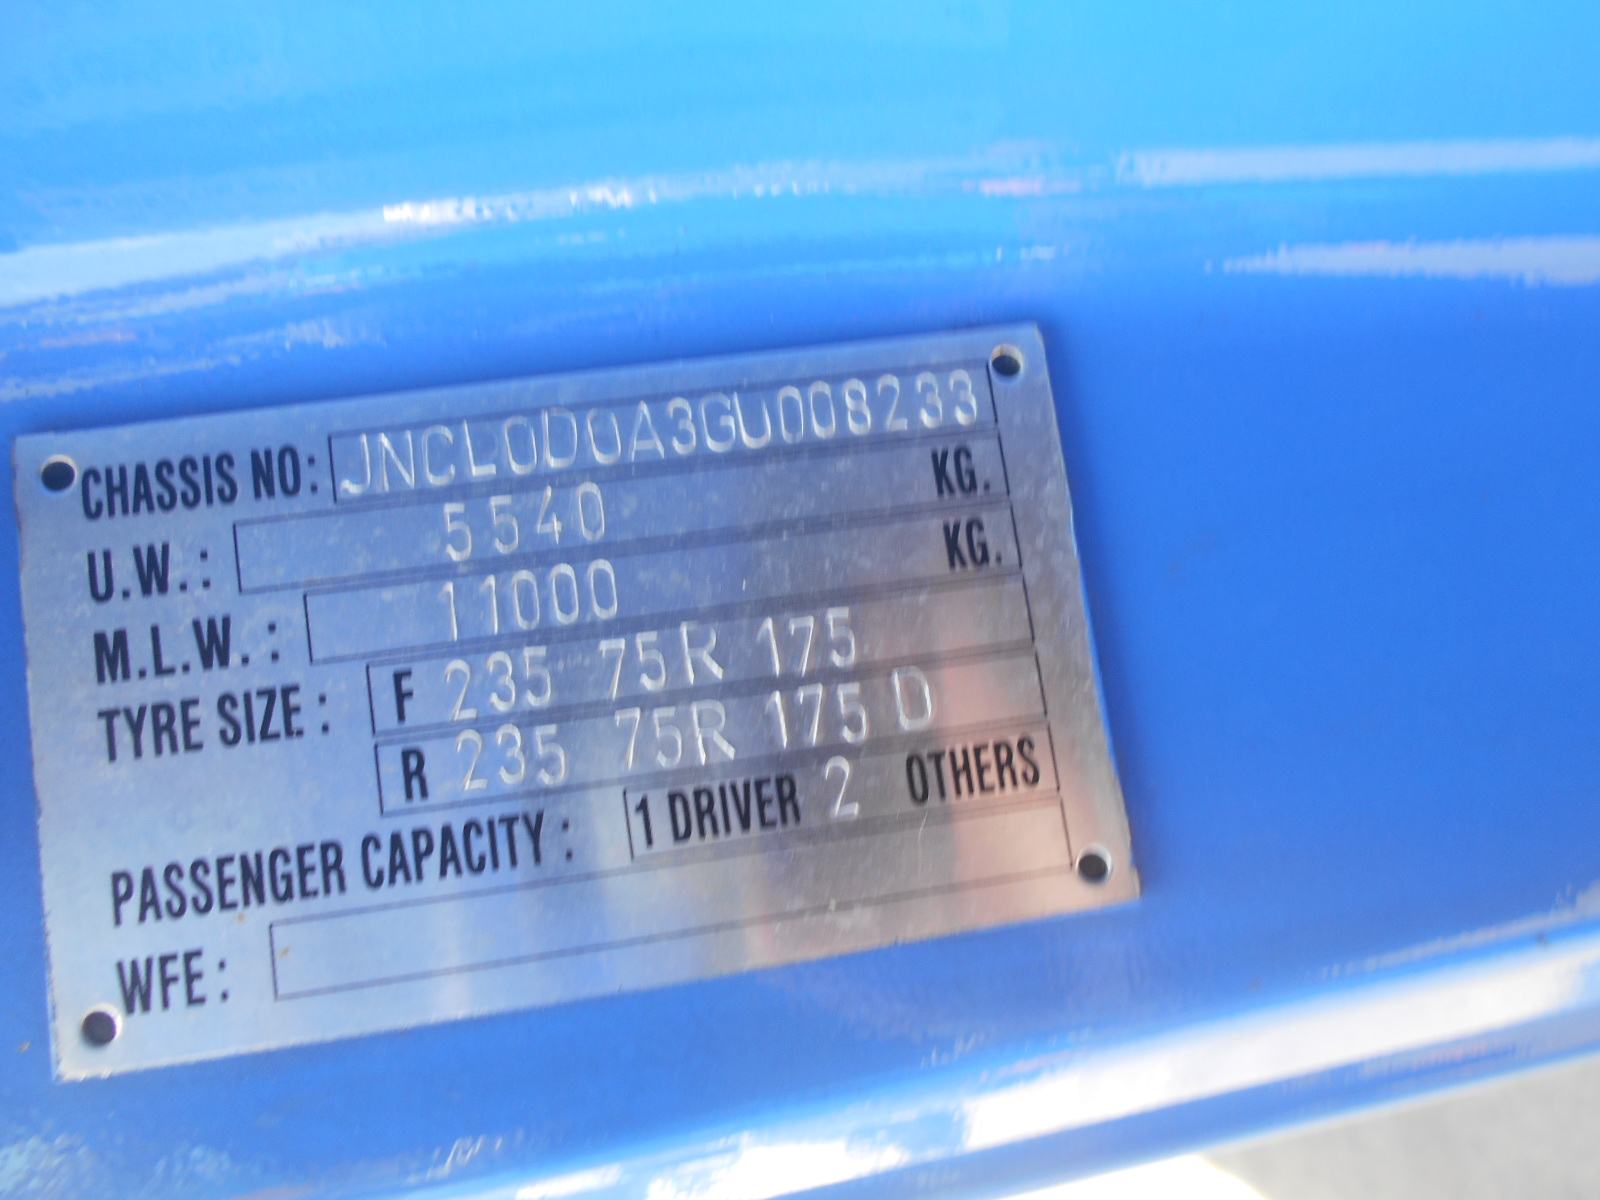 CHASSIS NO: JNCLODOA3GU008233
U.W.: 5540 KG.
M.L.W.: 11000 KG.
TYRE SIZE: F 235 75R 175
R 235 75R 175 D
PASSENGER CAPACITY: 1 DRIVER 2 OTHERS
WFE: